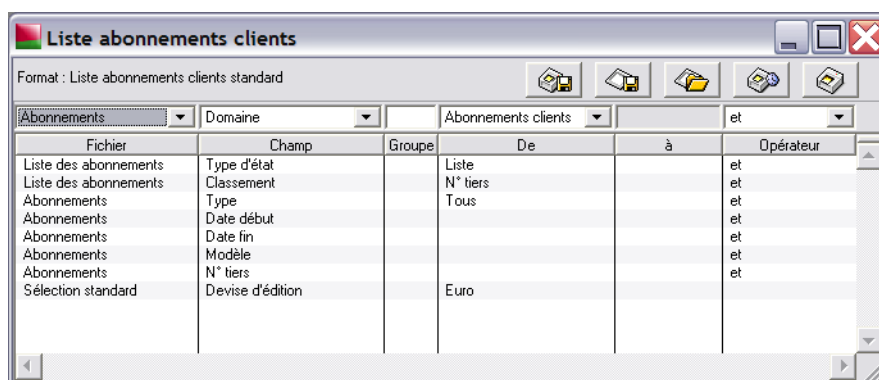 Liste abonnements clients
Format : Liste abonnements clients standard
Abonnements Domaine Abonnements clients et
Fichier Champ Groupe De à Opérateur
Liste des abonnements Type d'état Liste et
Liste des abonnements Classement N° tiers et
Abonnements Type Tous et
Abonnements Date début et
Abonnements Date fin et
Abonnements Modèle et
Abonnements N° tiers et
Sélection standard Devise d'édition Euro